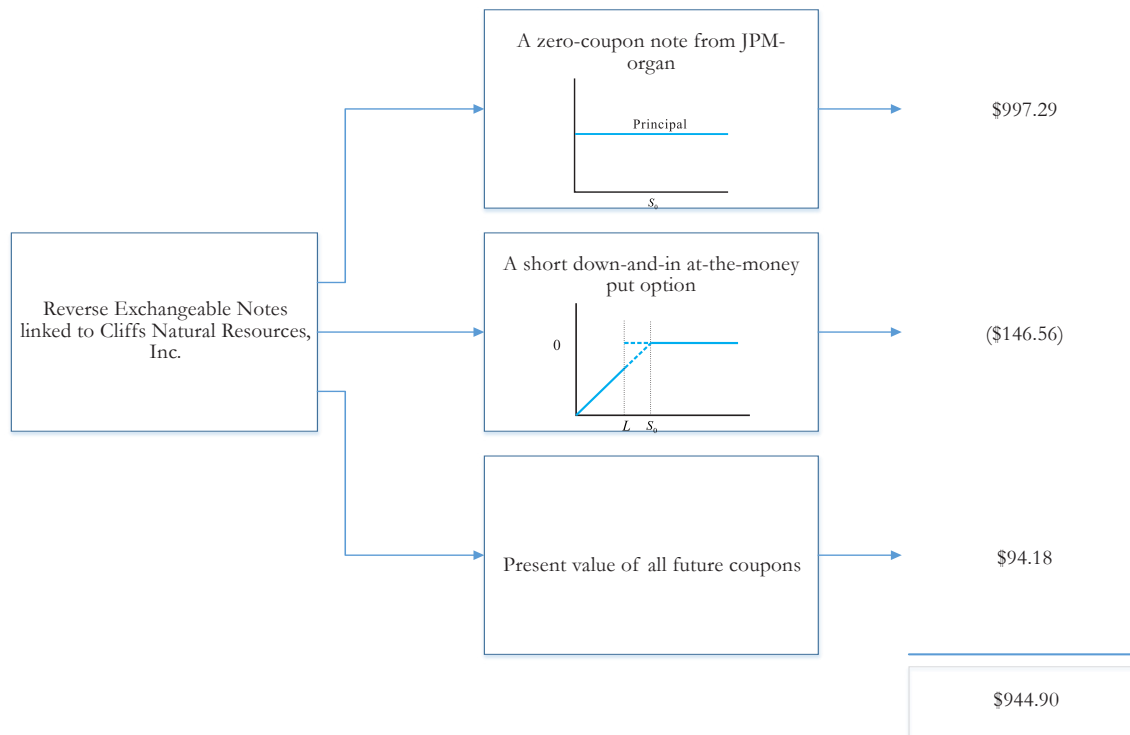 A zero-coupon note from JPM-
organ
Principal
S₀
$997.29
Reverse Exchangeable Notes
linked to Cliffs Natural Resources,
Inc.
A short down-and-in at-the-money
put option
0
L S₀
($146.56)
Present value of all future coupons
$94.18
$944.90